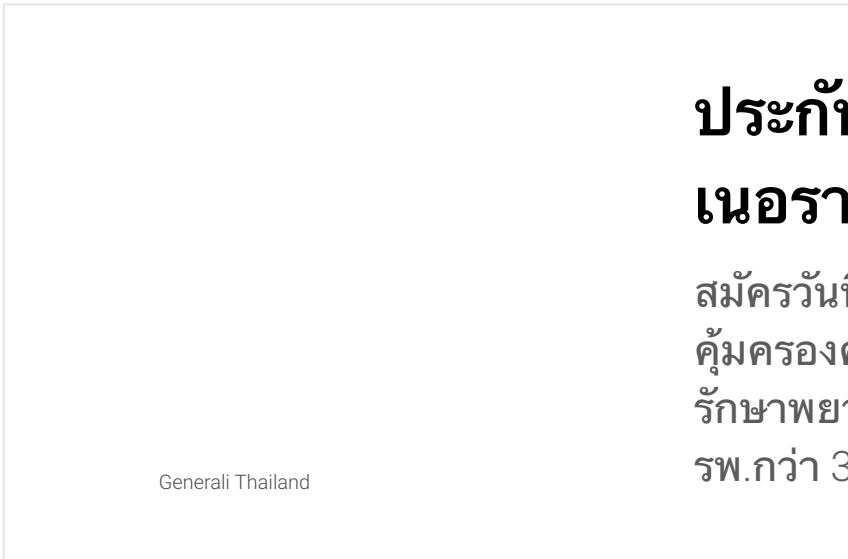 ประกั
เนอรา
สมัครวัน
คุ้มครอง
รักษาพยา
รพ.กว่า 3
Generali Thailand